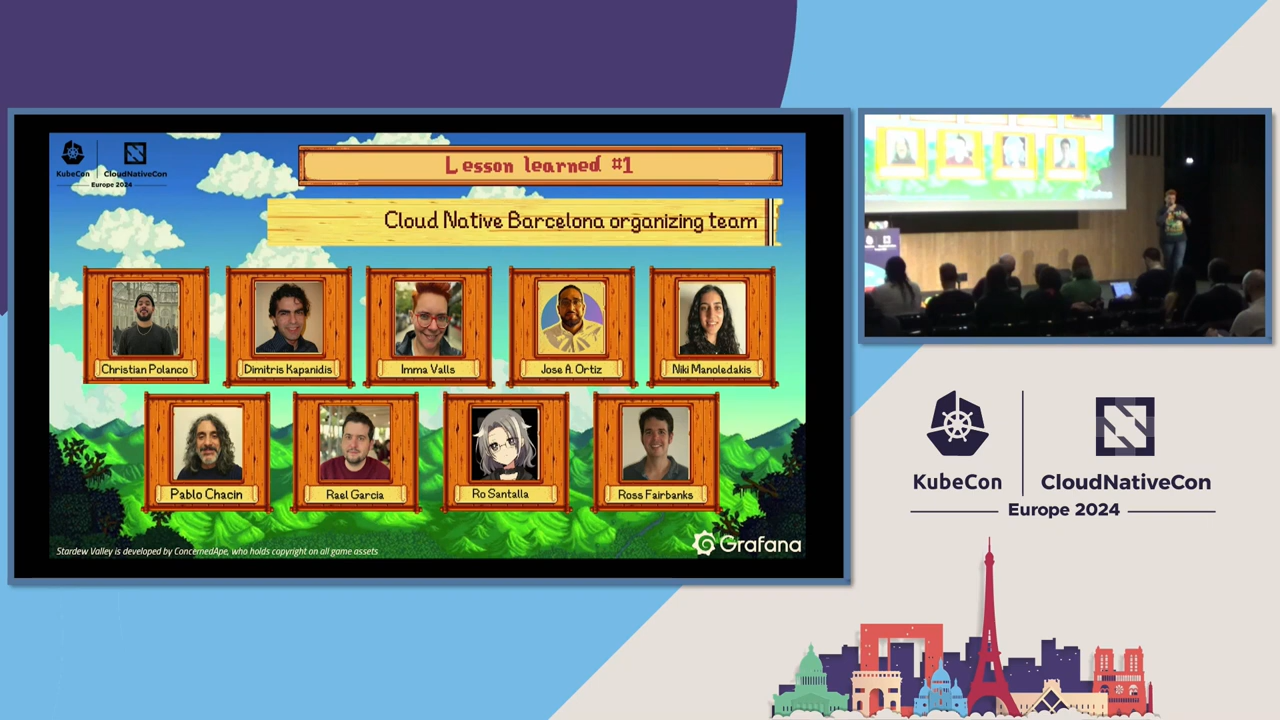 KubeCon
CloudNativeCon
Europe 2024
Lesson learned #1
Cloud Native Barcelona organizing team
Christian Polanco
Dimitris Kapanidis
Imma Valls
Jose A. Ortiz
Niki Manoledakis
Pablo Chacin
Rael Garcia
Ro Santalla
Ross Fairbanks
Stardew Valley is developed by ConcernedApe, who holds copyright on all game assets
Grafana
KubeCon
CloudNativeCon
Europe 2024